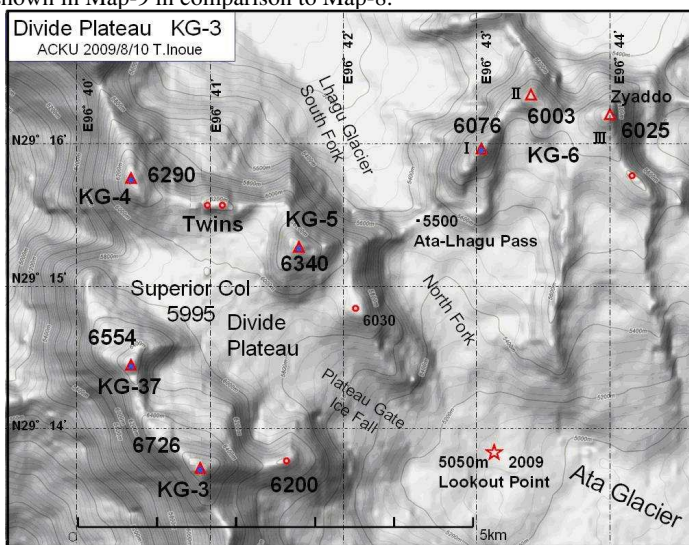 shown in Map-9 in comparison to Map-8.
Divide Plateau KG-3
ACKU 2009/8/10 T.Inoue
E96° 40'
E96° 41'
E96° 42'
E96° 43'
E96° 44'
Lhagu Glacier
South Fork
II
6003
Zyaddo
6076
III
6025
N29° 16'
I
KG-6
6290
KG-4
Twins
KG-5
-5500
Ata-Lhagu Pass
6340
N29° 15'
Superior Col
5995
North Fork
6554
Divide
Plateau
6030
KG-37
Plateau Gate
Ice Fall
N29° 14'
6726
KG-3
6200
5050m 2009
Lookout Point
Ata Glacier
0
5km